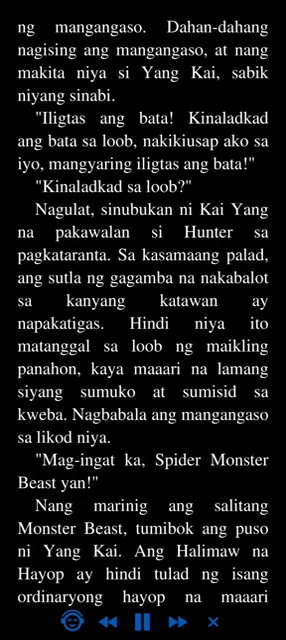 ng mangangaso. Dahan-dahang
nagising ang mangangaso, at nang
makita niya si Yang Kai, sabik
niyang sinabi.
"Iligtas ang bata! Kinaladkad
ang bata sa loob, nakikiusap ako sa
iyo, mangyaring iligtas ang bata!"
"Kinaladkad sa loob?"
Nagulat, sinubukan ni Kai Yang
na pakawalan si Hunter sa
pagkataranta. Sa kasamaang palad,
ang sutla ng gagamba na nakabalot
sa kanyang katawan ay
napakatigas. Hindi niya ito
matanggal sa loob ng maikling
panahon, kaya maaari na lamang
siyang sumuko at sumisid sa
kweba. Nagbabala ang mangangaso
sa likod niya.
"Mag-ingat ka, Spider Monster
Beast yan!"
Nang marinig ang salitang
Monster Beast, tumibok ang puso
ni Yang Kai. Ang Halimaw na
Hayop ay hindi tulad ng isang
ordinaryong hayop na maaari